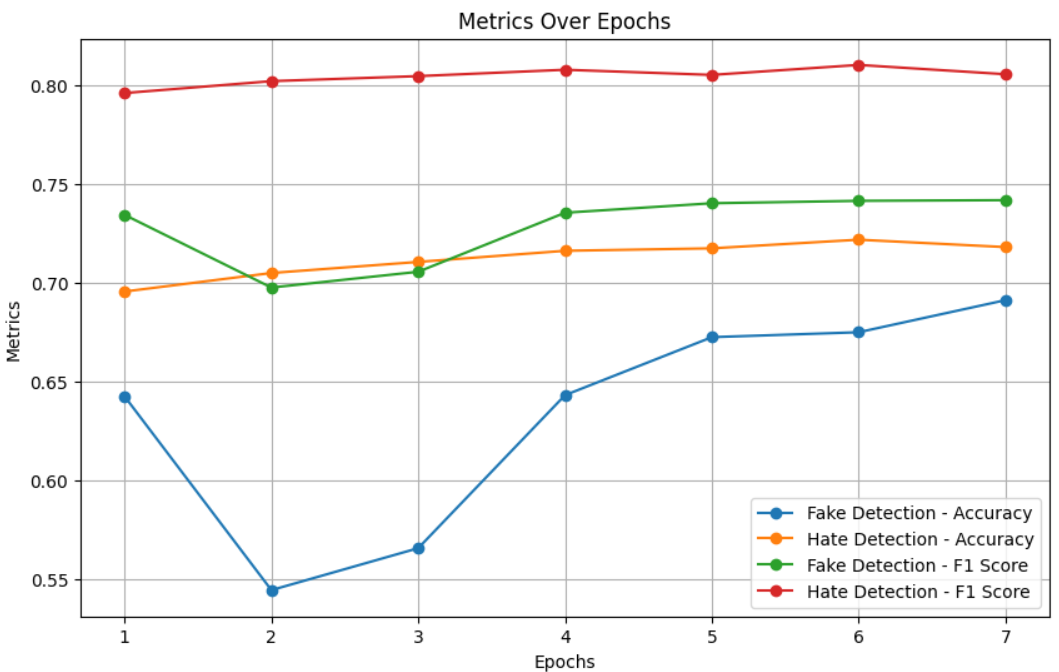 Metrics Over Epochs
Metrics
0.80
0.75
0.70
0.65
0.60
0.55
Fake Detection - Accuracy
Hate Detection - Accuracy
Fake Detection - F1 Score
Hate Detection - F1 Score
1 2 3 4 5 6 7
Epochs